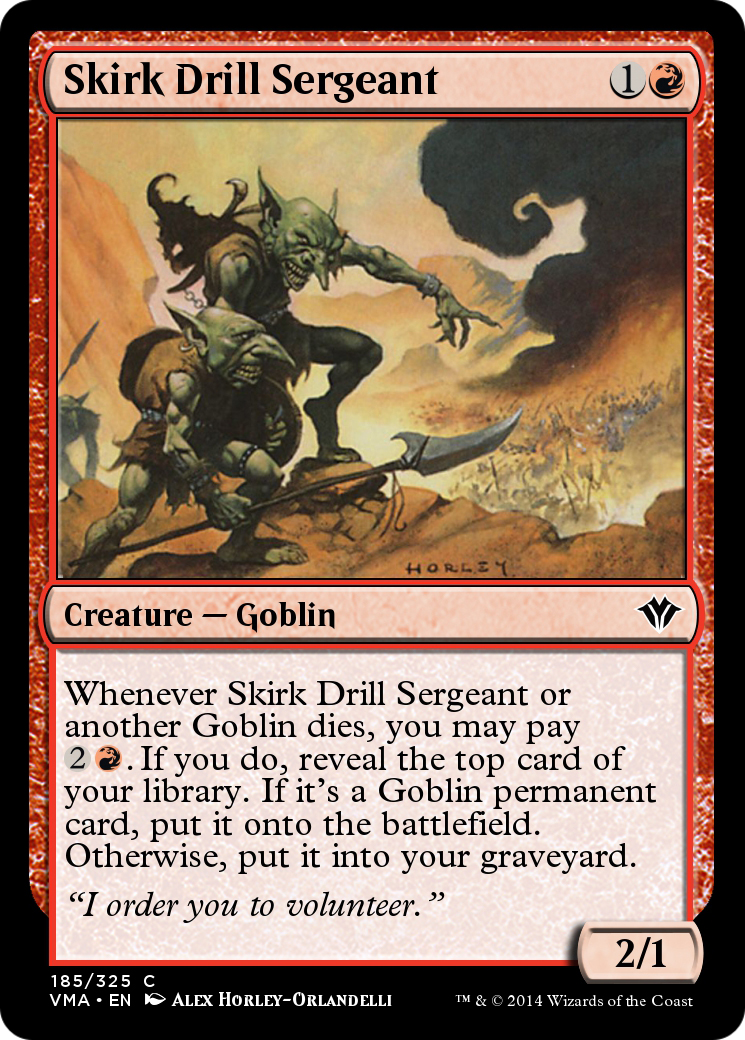 Skirk Drill Sergeant 1
HORLEY
Creature — Goblin
Whenever Skirk Drill Sergeant or
another Goblin dies, you may pay
2 . If you do, reveal the top card of
your library. If it's a Goblin permanent
card, put it onto the battlefield.
Otherwise, put it into your graveyard.
“I order you to volunteer.”
2/1
185/325 C
VMA • EN ALEX HORLEY-ORLANDELLI ™ & © 2014 Wizards of the Coast